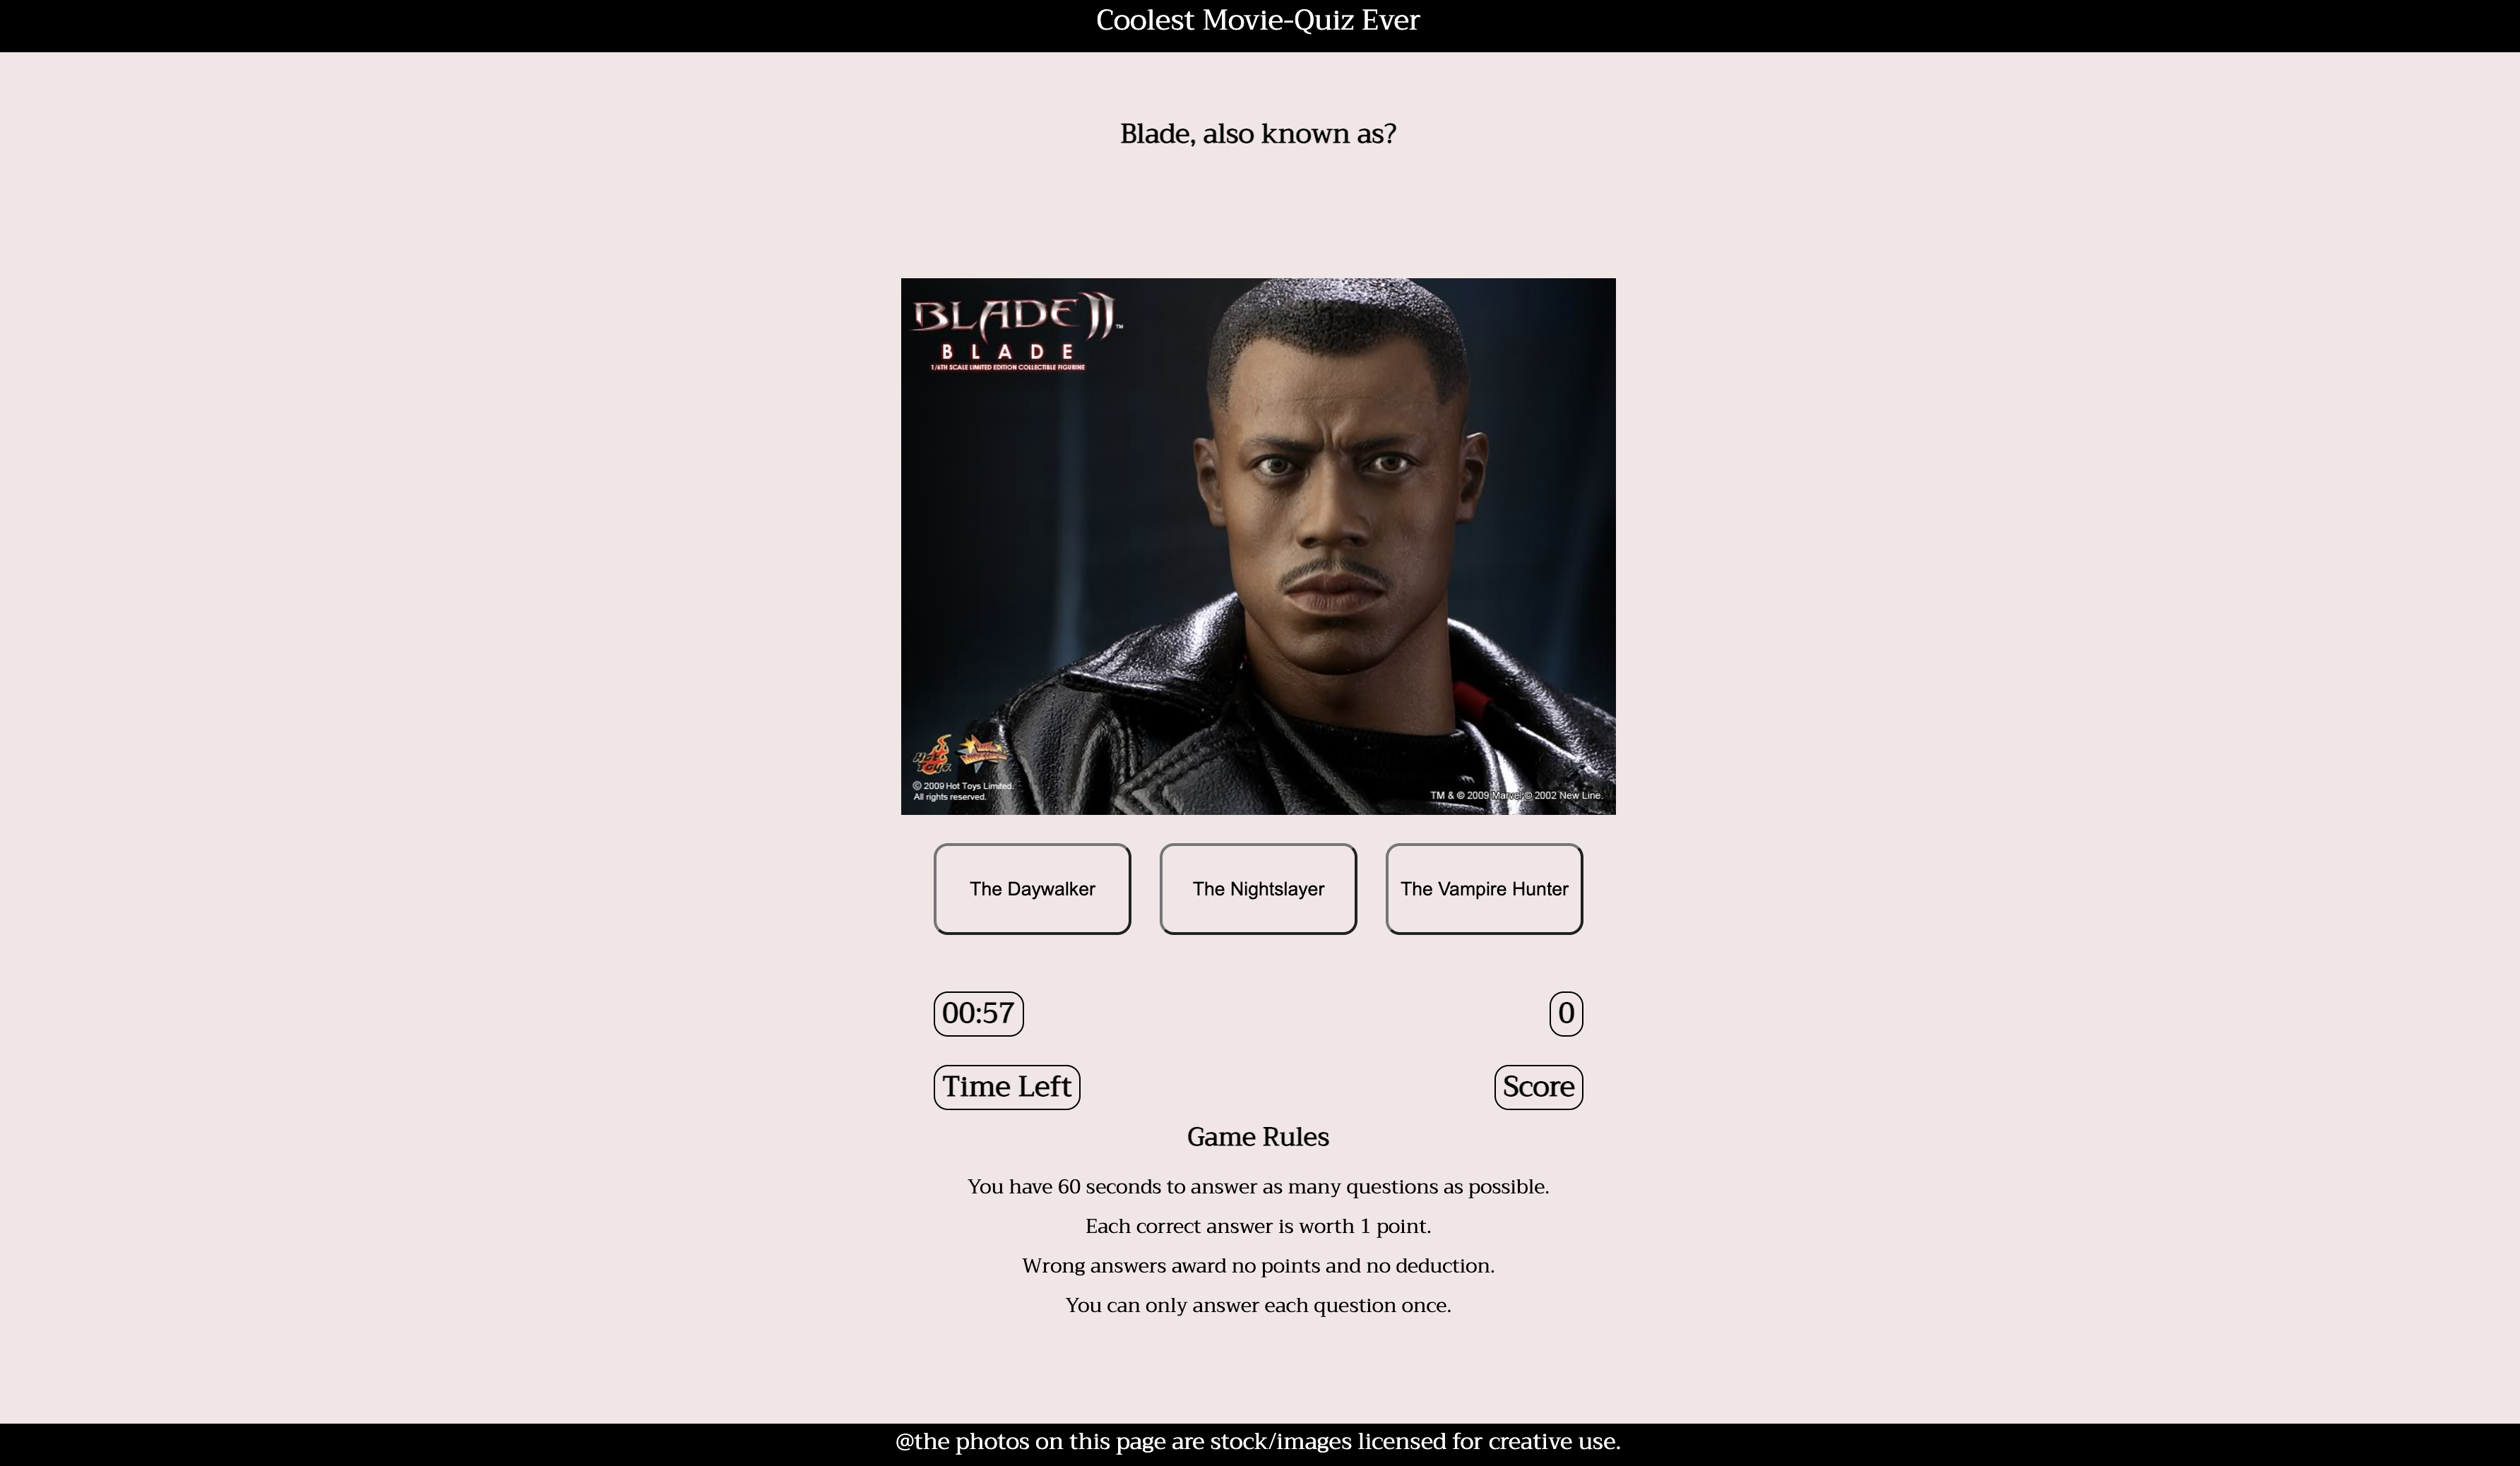 Coolest Movie-Quiz Ever
Blade, also known as?
BLADE II™
BLADE
1/6TH SCALE LIMITED EDITION COLLECTIBLE FIGURINE
HOT TOYS
© 2009 Hot Toys Limited.
All rights reserved.
TM & © 2009 Marvel © 2002 New Line.
The Daywalker
The Nightslayer
The Vampire Hunter
00:57
0
Time Left
Score
Game Rules
You have 60 seconds to answer as many questions as possible.
Each correct answer is worth 1 point.
Wrong answers award no points and no deduction.
You can only answer each question once.
@the photos on this page are stock/images licensed for creative use.